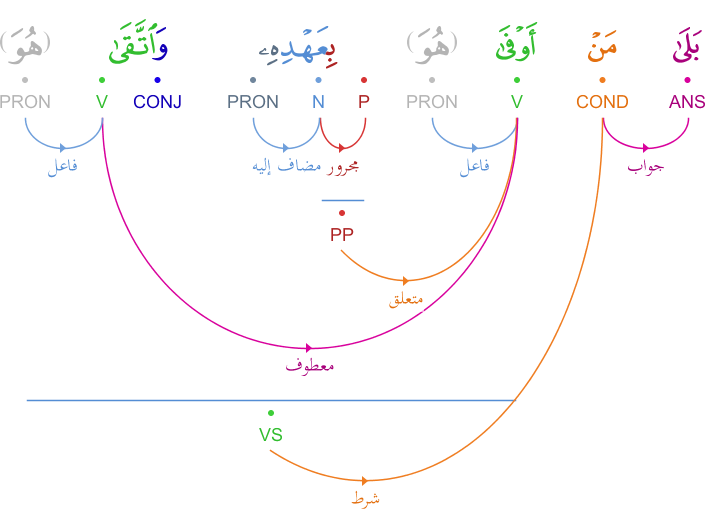 بَلَىٰ مَنْ أَوْفَىٰ (هُوَ) بِعَهْدِهِۦ وَٱتَّقَىٰ (هُوَ)
PRON V CONJ PRON N P PRON V COND ANS
فاعل مضاف إليه مجرور فاعل جواب
PP
متعلق
معطوف
VS
شرط